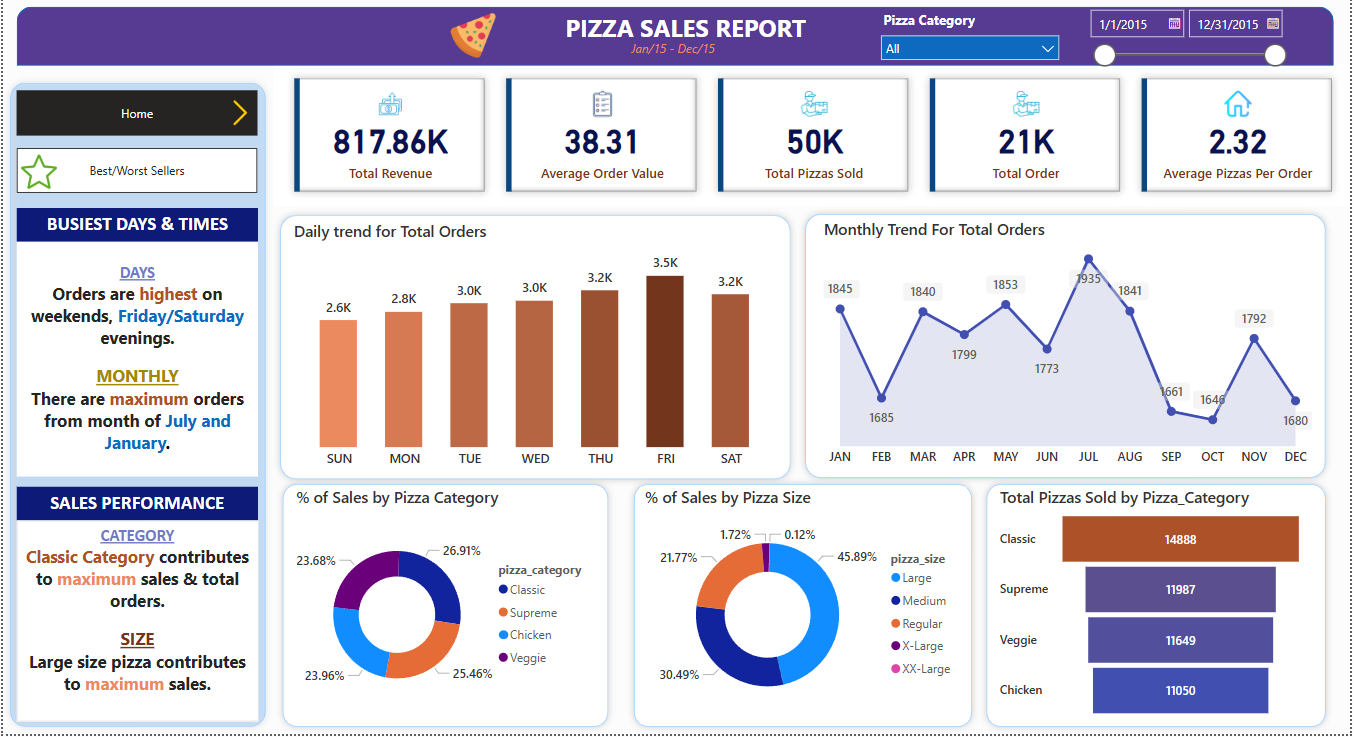 PIZZA SALES REPORT
Jan/15 - Dec/15
Pizza Category
All
1/1/2015
12/31/2015
Home
Best/Worst Sellers
BUSIEST DAYS & TIMES
DAYS
Orders are highest on
weekends, Friday/Saturday
evenings.
MONTHLY
There are maximum orders
from month of July and
January.
SALES PERFORMANCE
CATEGORY
Classic Category contributes
to maximum sales & total
orders.
SIZE
Large size pizza contributes
to maximum sales.
817.86K
Total Revenue
38.31
Average Order Value
50K
Total Pizzas Sold
21K
Total Order
2.32
Average Pizzas Per Order
Daily trend for Total Orders
2.6K
2.8K
3.0K
3.0K
3.2K
3.5K
3.2K
SUN
MON
TUE
WED
THU
FRI
SAT
Monthly Trend For Total Orders
1845
1685
1840
1799
1853
1773
1935
1841
1661
1646
1792
1680
JAN
FEB
MAR
APR
MAY
JUN
JUL
AUG
SEP
OCT
NOV
DEC
% of Sales by Pizza Category
26.91%
25.46%
23.96%
23.68%
pizza_category
Classic
Supreme
Chicken
Veggie
% of Sales by Pizza Size
45.89%
30.49%
21.77%
1.72%
0.12%
pizza_size
Large
Medium
Regular
X-Large
XX-Large
Total Pizzas Sold by Pizza_Category
Classic
14888
Supreme
11987
Veggie
11649
Chicken
11050